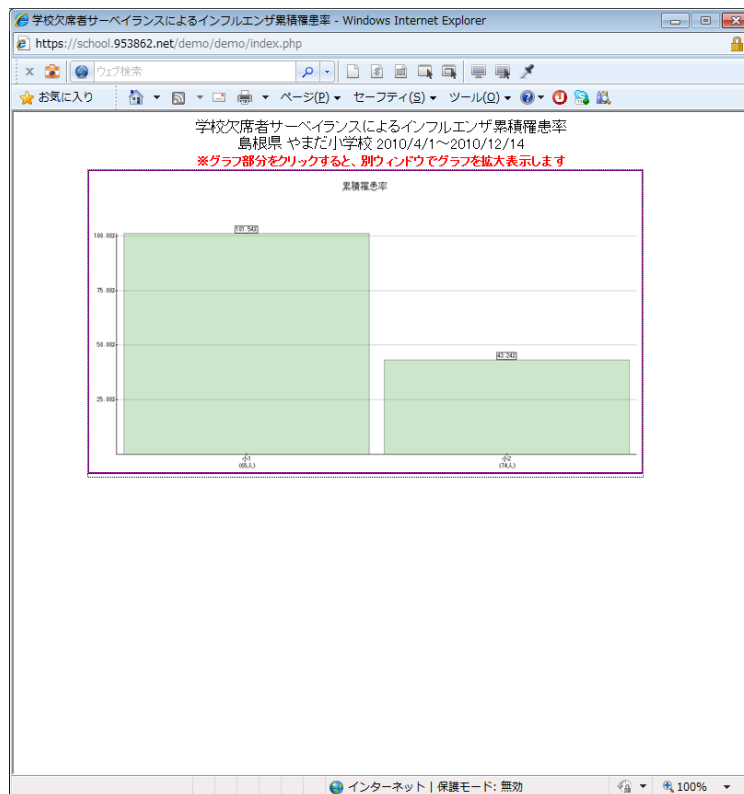 学校欠席者サーベイランスによるインフルエンザ累積罹患率 - Windows Internet Explorer
https://school.953862.net/demo/demo/index.php
ウェブ検索
お気に入り ページ(P) セーフティ(S) ツール(O)
学校欠席者サーベイランスによるインフルエンザ累積罹患率
島根県 やまだ小学校 2010/4/1～2010/12/14
※グラフ部分をクリックすると、別ウィンドウでグラフを拡大表示します
累積罹患率
101.54%
100.00%
75.00%
50.00%
43.24%
25.00%
小1 小2
(65人) (74人)
インターネット | 保護モード: 無効 100%